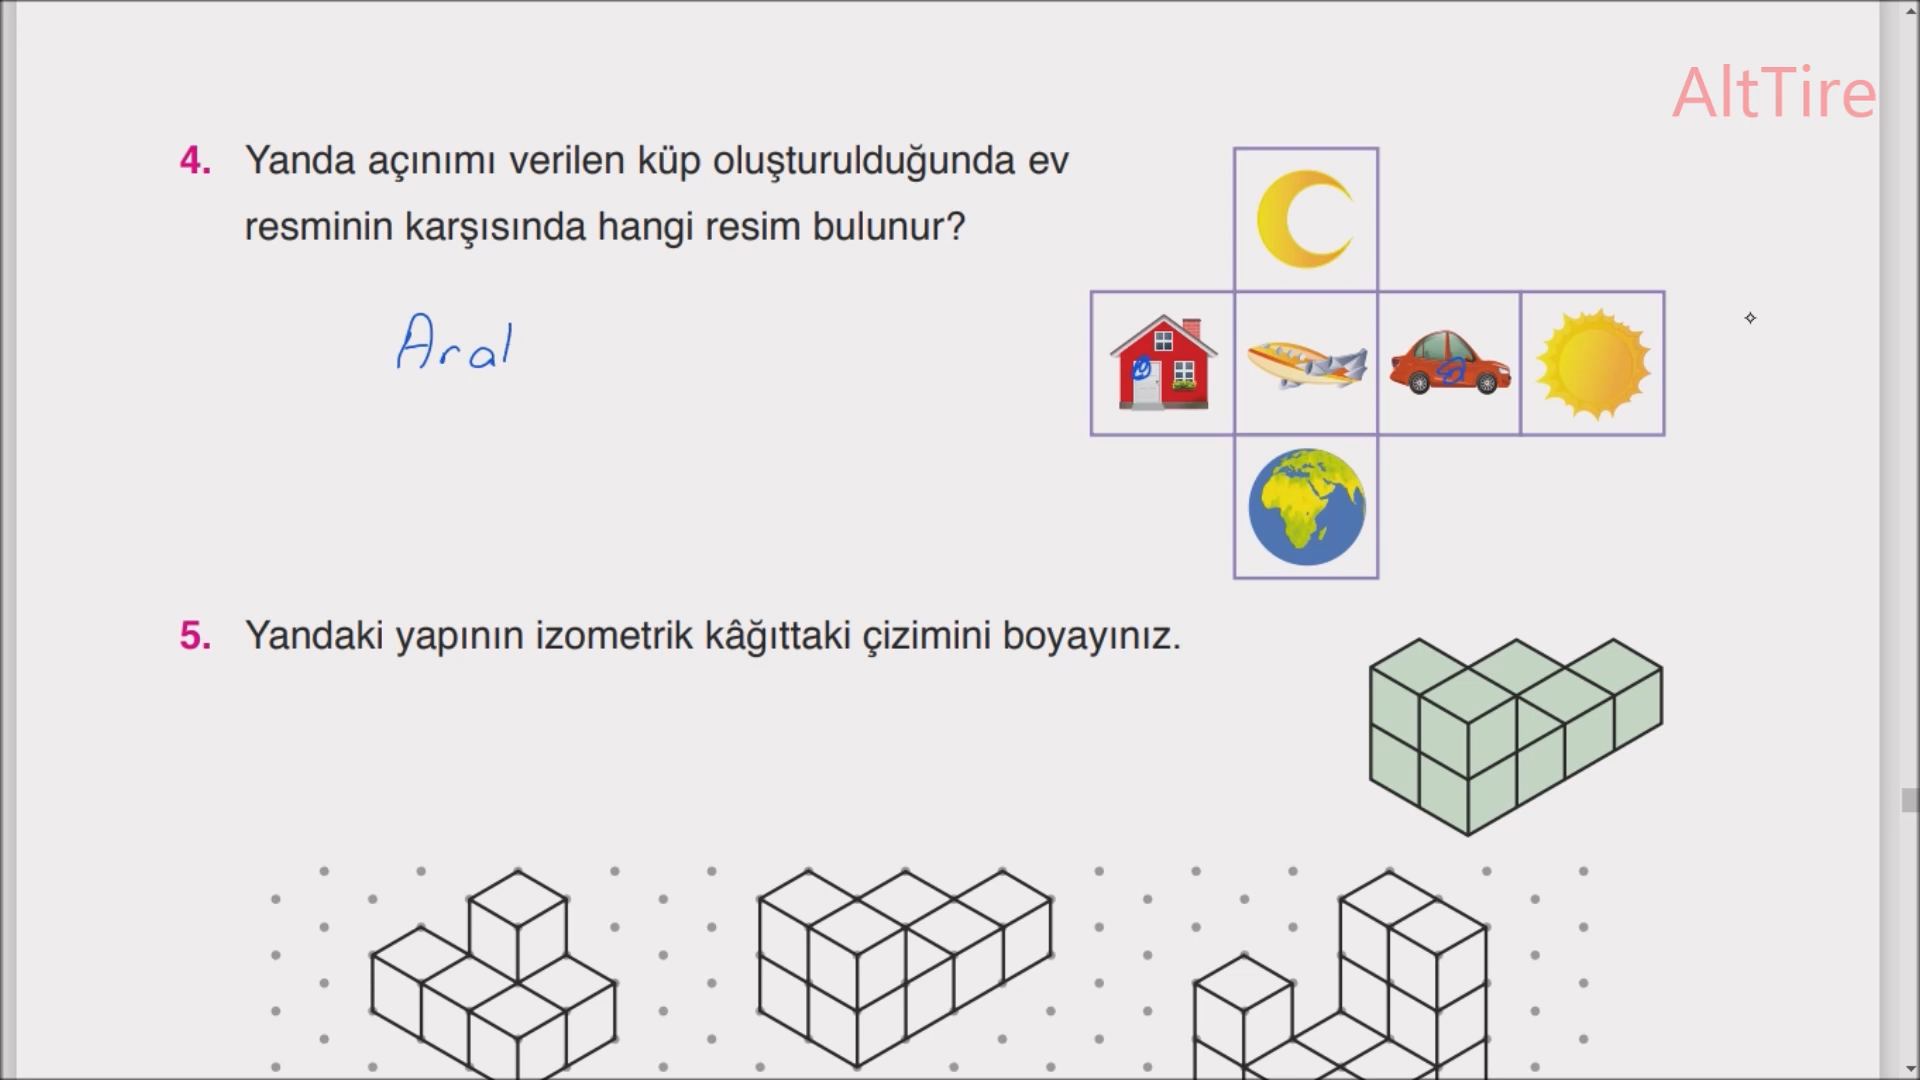 AltTire
4. Yanda açınımı verilen küp oluşturulduğunda ev
resminin karşısında hangi resim bulunur?
Aral
5. Yandaki yapının izometrik kâğıttaki çizimini boyayınız.